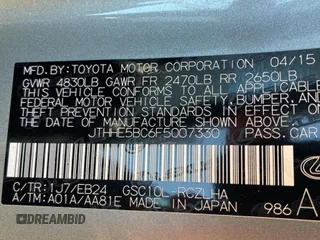 MFD. BY: TOYOTA MOTOR CORPORATION 04/15
GVWR 4830LB GAWR FR 2470LB RR 2650LB
THIS VEHICLE CONFORMS TO ALL APPLICABLE
FEDERAL MOTOR VEHICLE SAFETY, BUMPER, AND
THEFT PREVENTION STANDARDS IN EFFECT ON
THE DATE OF MANUFACTURE SHOWN ABOVE.
JTHHE5BC6F5007330 PASS. CAR
C/TR: 1J7/EB24 GSC10L-RCZLHA
A/TM: A01A/AA81E MADE IN JAPAN 986 A
DREAMBID